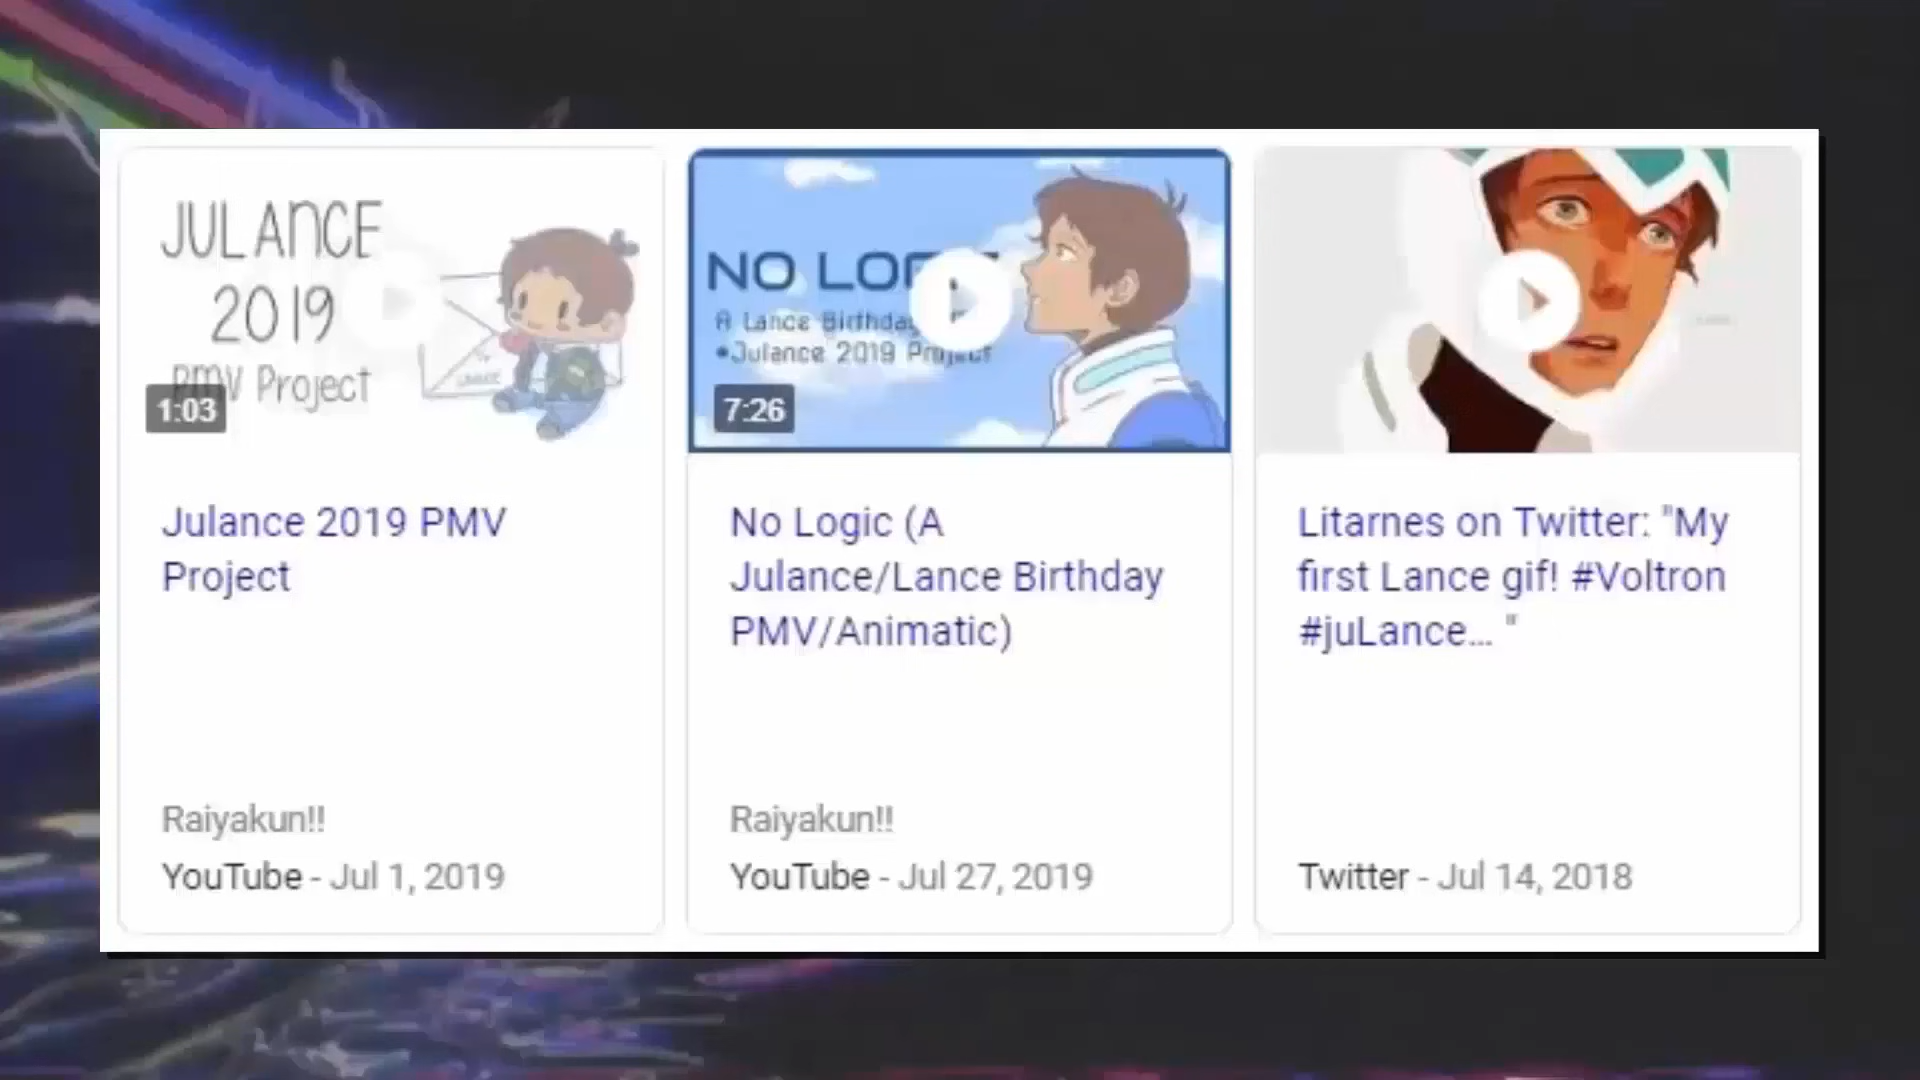 JULANCE
2019
PMV Project
1:03
Julance 2019 PMV
Project
Raiyakun!!
YouTube - Jul 1, 2019
NO
A Lance
•Julance 2019 Project
7:26
No Logic (A
Julance/Lance Birthday
PMV/Animatic)
Raiyakun!!
YouTube - Jul 27, 2019
Litarnes on Twitter: "My
first Lance gif! #Voltron
#juLance... "
Twitter - Jul 14, 2018